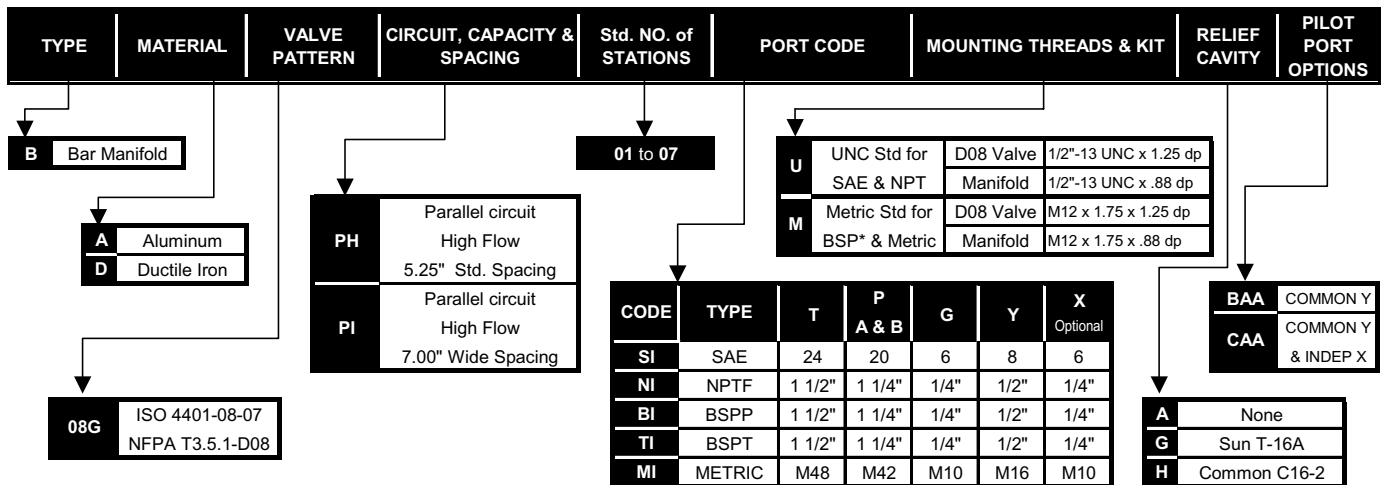 TYPE
MATERIAL
VALVE
PATTERN
CIRCUIT, CAPACITY &
SPACING
Std. NO. of
STATIONS
PORT CODE
MOUNTING THREADS & KIT
RELIEF
CAVITY
PILOT
PORT
OPTIONS
B Bar Manifold
A Aluminum
D Ductile Iron
08G
ISO 4401-08-07
NFPA T3.5.1-D08
PH
Parallel circuit
High Flow
5.25" Std. Spacing
PI
Parallel circuit
High Flow
7.00" Wide Spacing
01 to 07
U
UNC Std for D08 Valve 1/2"-13 UNC x 1.25 dp
SAE & NPT Manifold 1/2"-13 UNC x .88 dp
M
Metric Std for D08 Valve M12 x 1.75 x 1.25 dp
BSP* & Metric Manifold M12 x 1.75 x .88 dp
CODE TYPE T P A & B G Y X Optional
SI SAE 24 20 6 8 6
NI NPTF 1 1/2" 1 1/4" 1/4" 1/2" 1/4"
BI BSPP 1 1/2" 1 1/4" 1/4" 1/2" 1/4"
TI BSPT 1 1/2" 1 1/4" 1/4" 1/2" 1/4"
MI METRIC M48 M42 M10 M16 M10
A None
G Sun T-16A
H Common C16-2
BAA COMMON Y
CAA
COMMON Y
& INDEP X